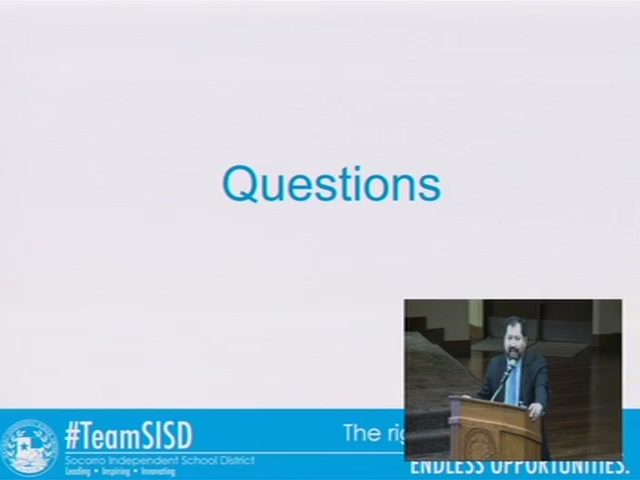 Questions
#TeamSISD
Socorro Independent School District
Leading • Inspiring • Innovating
The rig
ENDLESS OPPORTUNITIES.